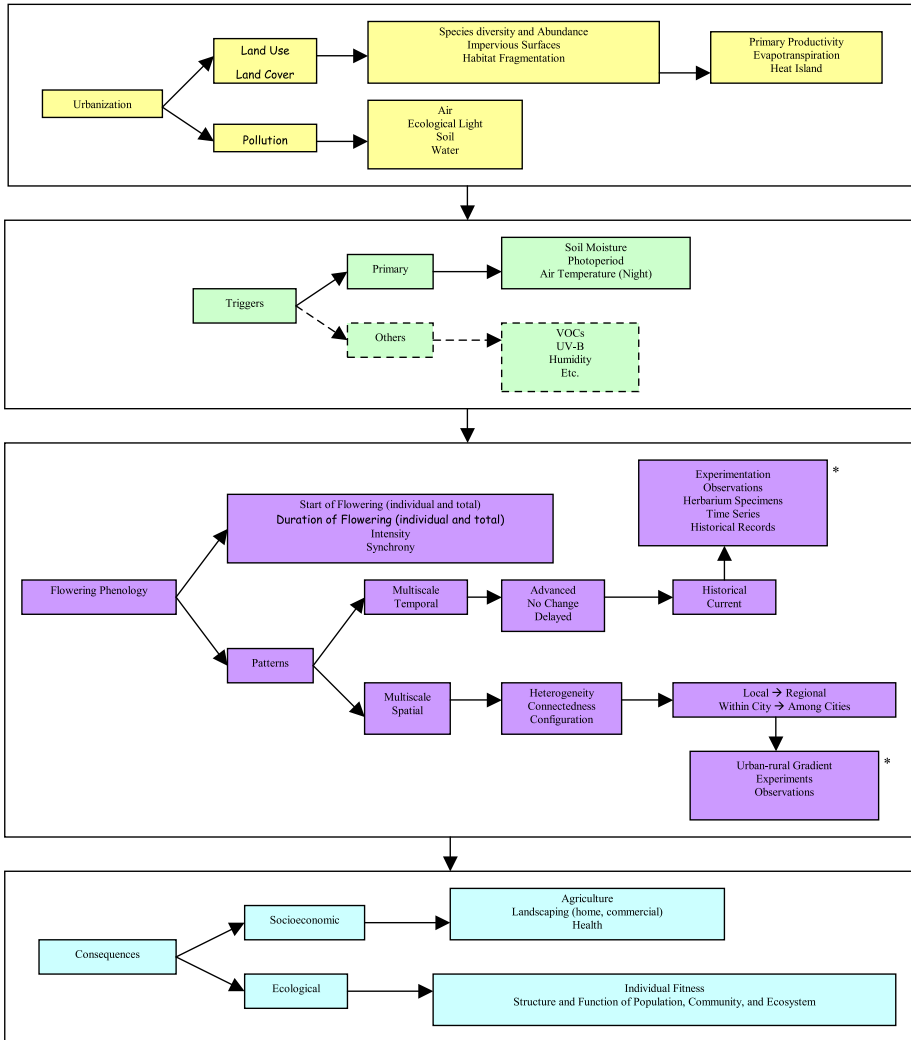 Species diversity and Abundance
Impervious Surfaces
Habitat Fragmentation
Land Use
Land Cover
Primary Productivity
Evapotranspiration
Heat Island
Urbanization
Air
Ecological Light
Soil
Water
Pollution
Soil Moisture
Photoperiod
Air Temperature (Night)
Primary
Triggers
Others
VOCs
UV-B
Humidity
Etc.
Experimentation
Observations
Herbarium Specimens
Time Series
Historical Records
*
Start of Flowering (individual and total)
Duration of Flowering (individual and total)
Intensity
Synchrony
Flowering Phenology
Multiscale
Temporal
Advanced
No Change
Delayed
Historical
Current
Patterns
Multiscale
Spatial
Heterogeneity
Connectedness
Configuration
Local → Regional
Within City → Among Cities
Urban-rural Gradient
Experiments
Observations
*
Agriculture
Landscaping (home, commercial)
Health
Socioeconomic
Consequences
Ecological
Individual Fitness
Structure and Function of Population, Community, and Ecosystem